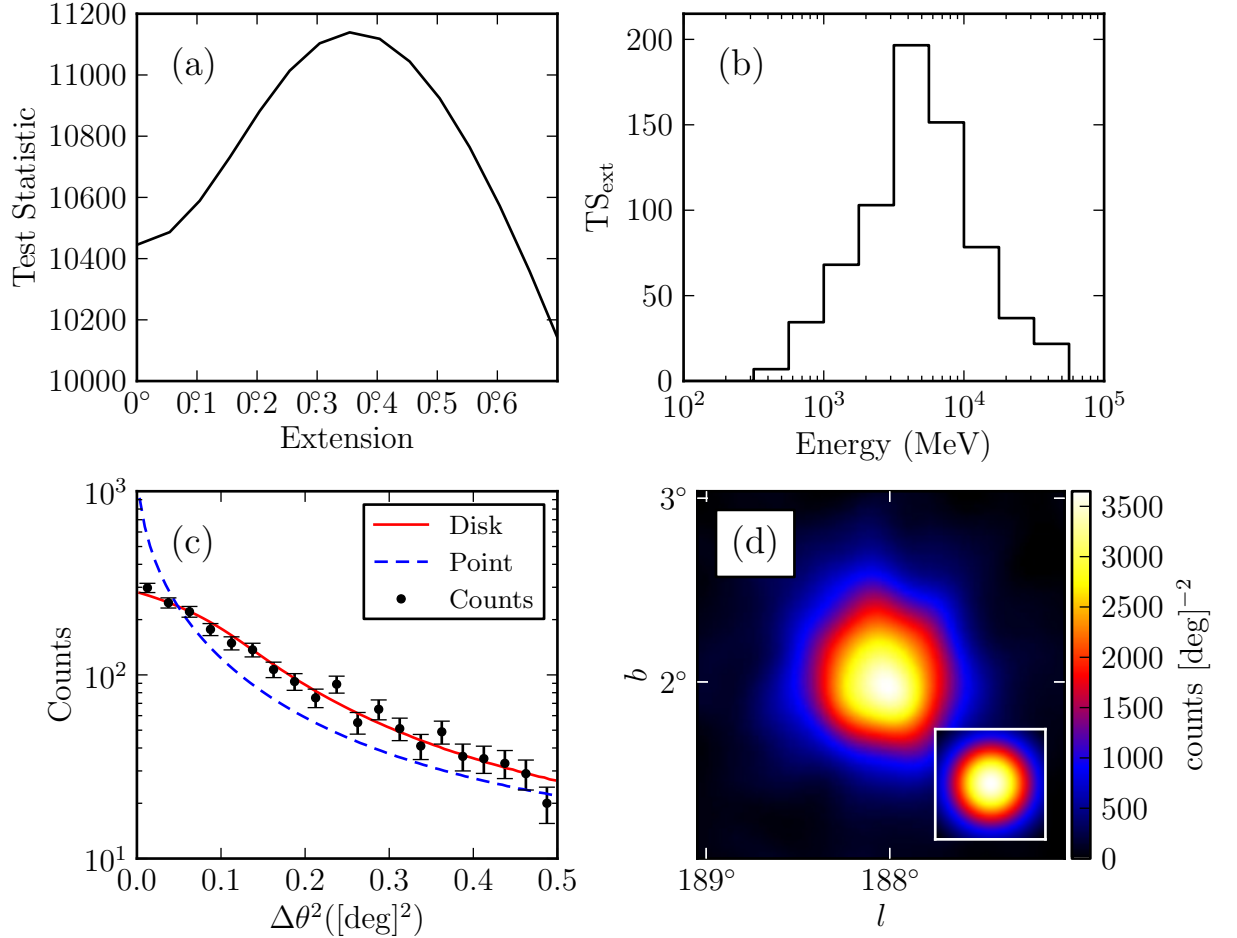 (a)
11200
11000
10800
10600
10400
10200
10000
Test Statistic
0° 0.°1 0.°2 0.°3 0.°4 0.°5 0.°6
Extension
(b)
200
150
100
50
0
TS_ext
10² 10³ 10⁴ 10⁵
Energy (MeV)
(c)
Disk
Point
Counts
10³
10²
10¹
Counts
0.0 0.1 0.2 0.3 0.4 0.5
Δθ²([deg]²)
(d)
3°
2°
b
189° 188°
l
3500
3000
2500
2000
1500
1000
500
0
counts [deg]⁻²